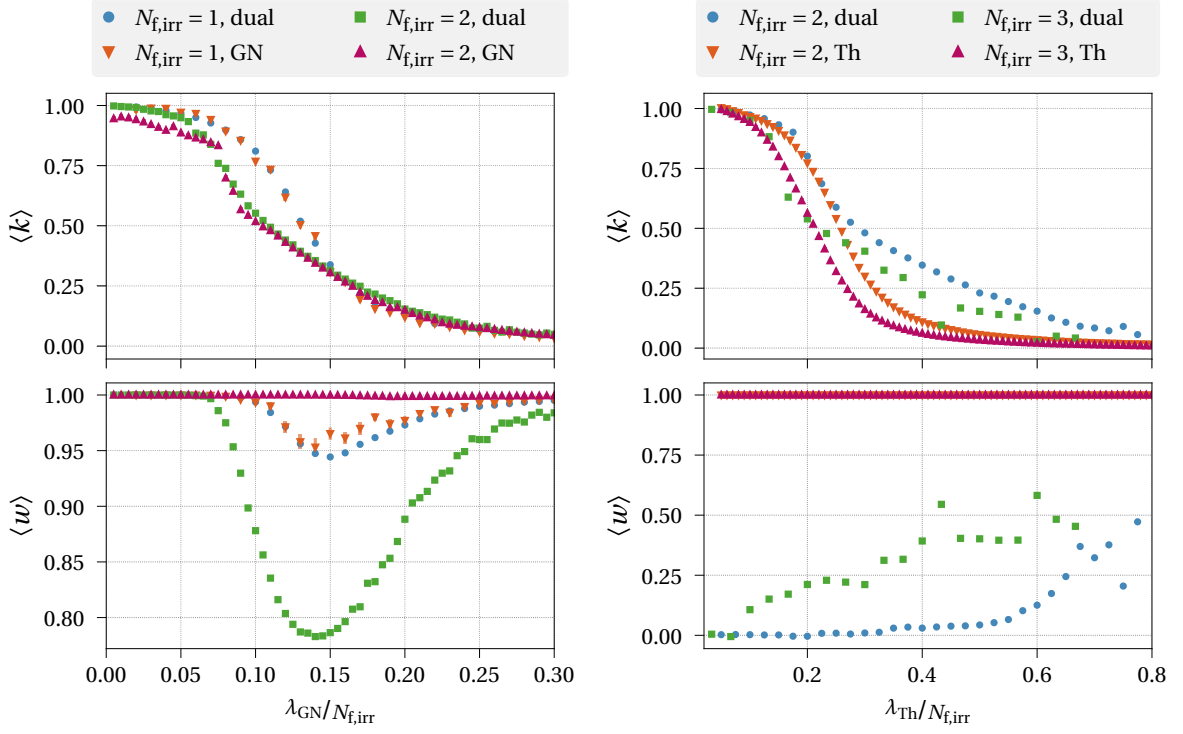 N_f,irr = 1, dual
N_f,irr = 2, dual
N_f,irr = 1, GN
N_f,irr = 2, GN
N_f,irr = 2, dual
N_f,irr = 3, dual
N_f,irr = 2, Th
N_f,irr = 3, Th
1.00
0.75
0.50
0.25
0.00
⟨k⟩
1.00
0.75
0.50
0.25
0.00
⟨k⟩
1.00
0.95
0.90
0.85
0.80
⟨w⟩
0.00 0.05 0.10 0.15 0.20 0.25 0.30
λ_GN/N_f,irr
1.00
0.75
0.50
0.25
0.00
⟨w⟩
0.2 0.4 0.6 0.8
λ_Th/N_f,irr